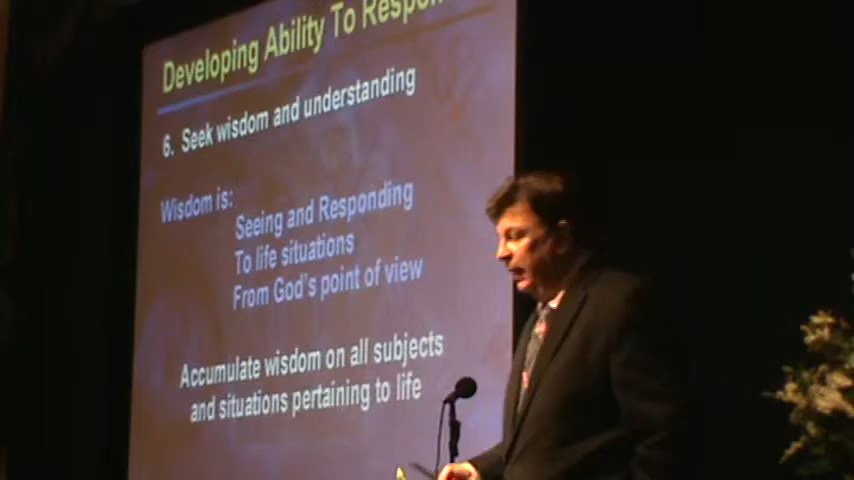 Developing Ability To Respon
6. Seek wisdom and understanding
Wisdom is:
Seeing and Responding
To life situations
From God's point of view
Accumulate wisdom on all subjects
and situations pertaining to life